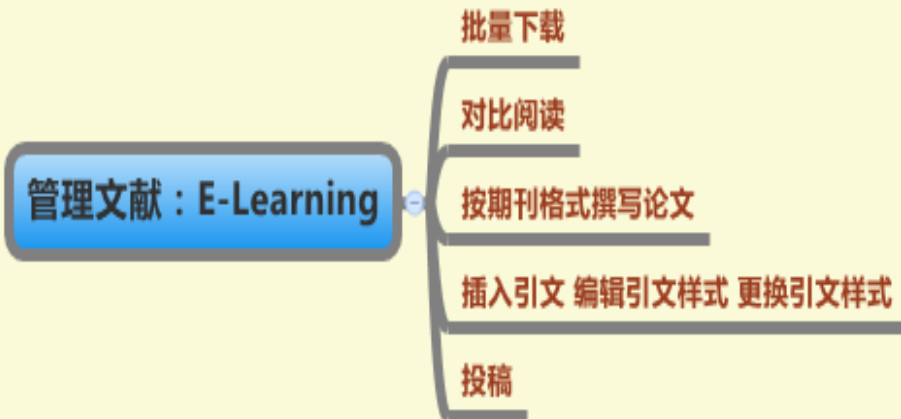 管理文献：E-Learning
批量下载
对比阅读
按期刊格式撰写论文
插入引文 编辑引文样式 更换引文样式
投稿